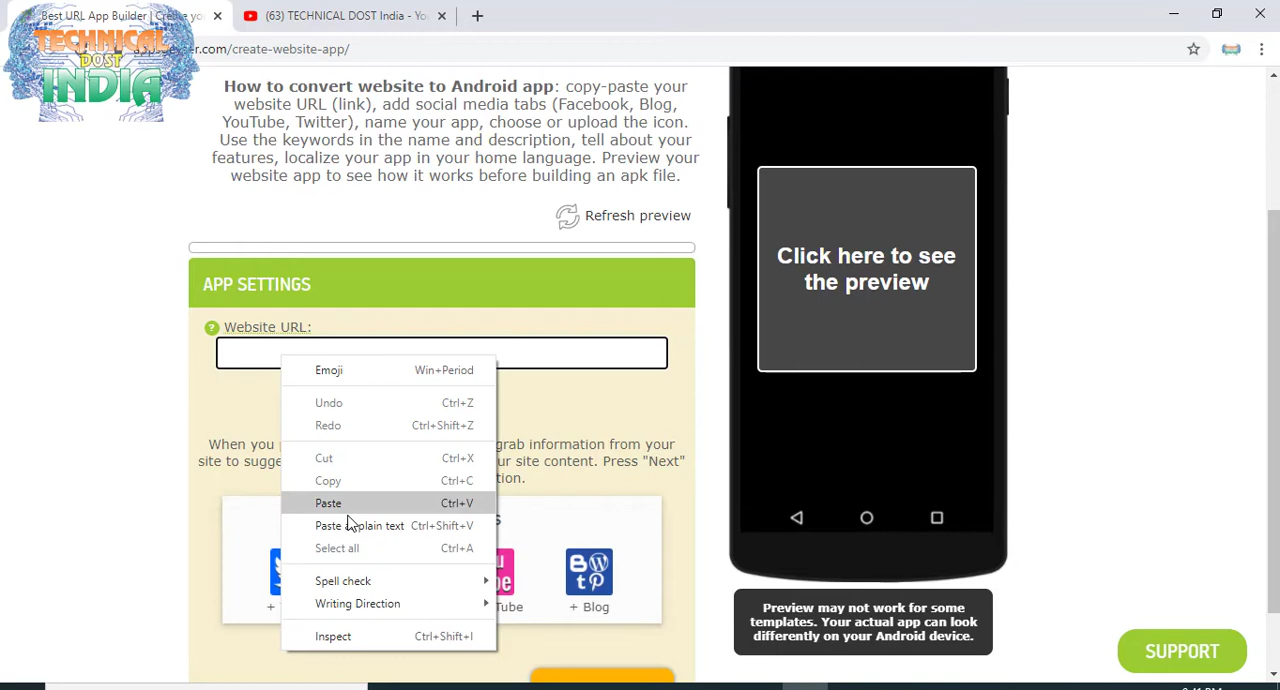 Best URL App Builder | Create yo
(63) TECHNICAL DOST India - Yo
TECHNICAL
DOST
INDIA
.com/create-website-app/
How to convert website to Android app: copy-paste your
website URL (link), add social media tabs (Facebook, Blog,
YouTube, Twitter), name your app, choose or upload the icon.
Use the keywords in the name and description, tell about your
features, localize your app in your home language. Preview your
website app to see how it works before building an apk file.
Refresh preview
APP SETTINGS
? Website URL:
Emoji Win+Period
Undo Ctrl+Z
Redo Ctrl+Shift+Z
Cut Ctrl+X
Copy Ctrl+C
Paste Ctrl+V
Paste as plain text Ctrl+Shift+V
Select all Ctrl+A
Spell check
Writing Direction
Inspect Ctrl+Shift+I
When you grab information from your
site to sugge ur site content. Press "Next"
tion.
+ Tube
+ Blog
Click here to see
the preview
Preview may not work for some
templates. Your actual app can look
differently on your Android device.
SUPPORT